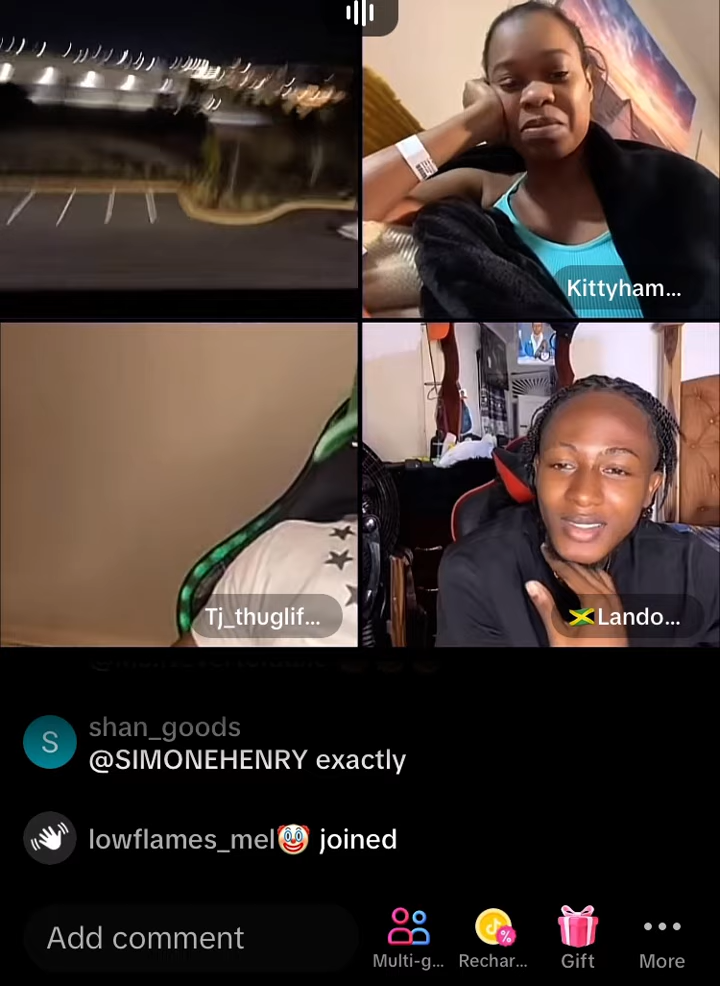 Kittyham...
Tj_thuglif...
🇯🇲Lando...
shan_goods
S
@SIMONEHENRY exactly
lowflames_mel🤡 joined
Add comment
Multi-g...
Rechar...
Gift
More